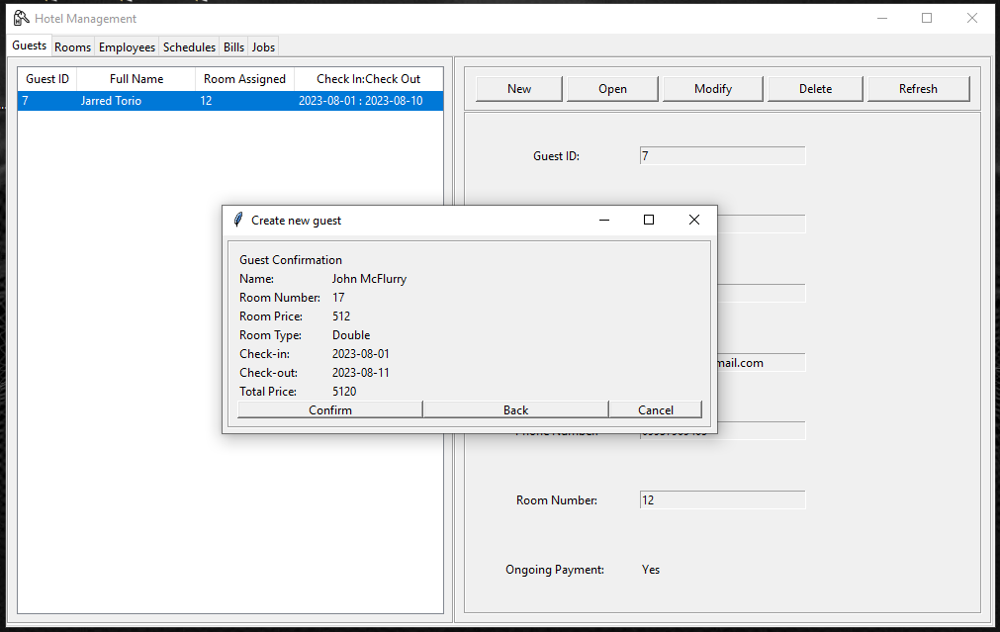 Hotel Management
Guests Rooms Employees Schedules Bills Jobs
Guest ID Full Name Room Assigned Check In:Check Out
7 Jarred Torio 12 2023-08-01 : 2023-08-10
New Open Modify Delete Refresh
Guest ID: 7
Create new guest
Guest Confirmation
Name: John McFlurry
Room Number: 17
Room Price: 512
Room Type: Double
Check-in: 2023-08-01
Check-out: 2023-08-11
Total Price: 5120
Confirm Back Cancel
mail.com
Phone Number:
Room Number: 12
Ongoing Payment: Yes